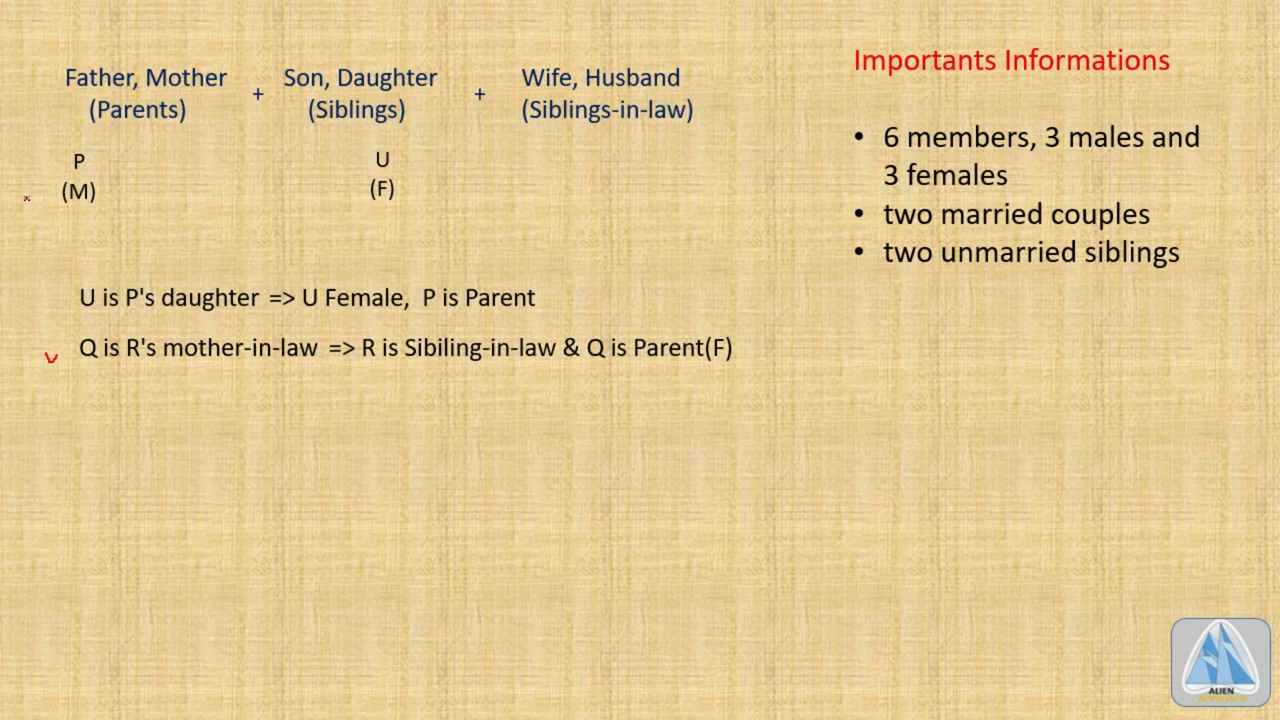 Father, Mother + Son, Daughter + Wife, Husband
(Parents) (Siblings) (Siblings-in-law)
P U
(M) (F)
U is P's daughter => U Female, P is Parent
Q is R's mother-in-law => R is Sibiling-in-law & Q is Parent(F)
Importants Informations
• 6 members, 3 males and
3 females
• two married couples
• two unmarried siblings
ALIEN